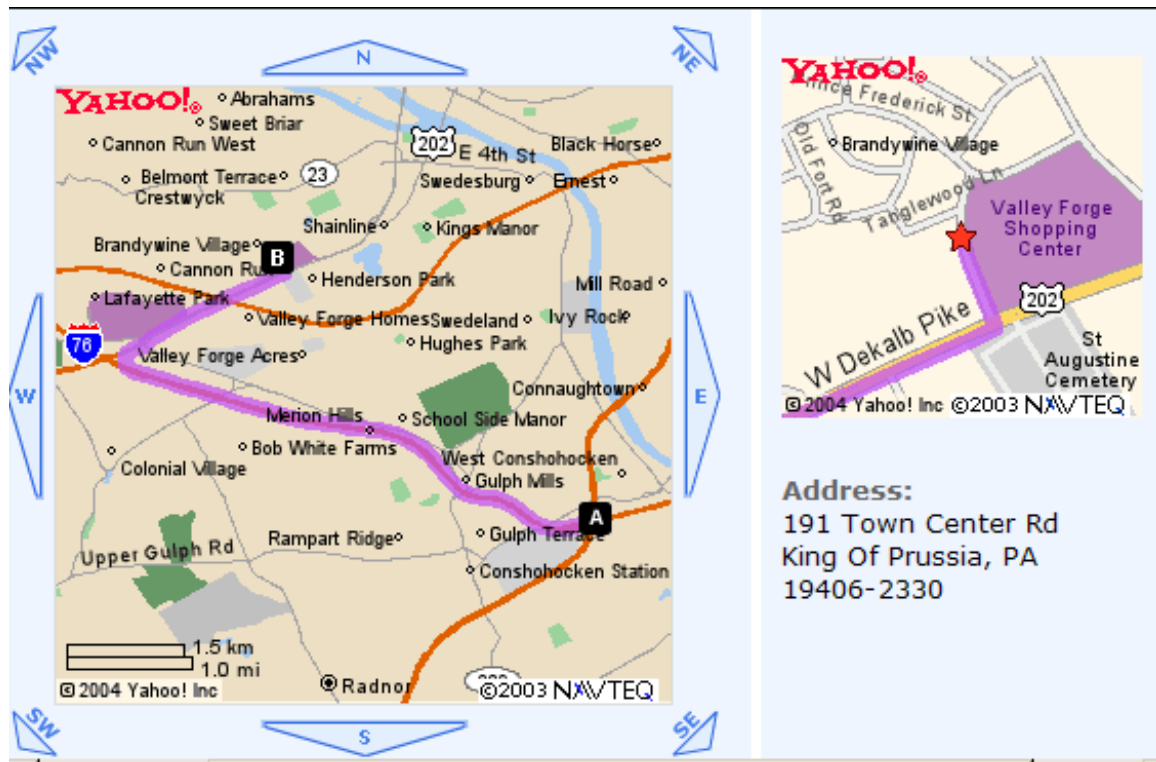 NW
N
NE
YAHOO!®
Abrahams
Sweet Briar
Cannon Run West
202
E 4th St
Black Horse
Belmont Terrace
23
Swedesburg
Ernest
Crestwyck
Shainline
Kings Manor
Brandywine Village
B
Cannon Run
Henderson Park
Mill Road
Lafayette Park
Valley Forge Homes
Swedeland
Ivy Rock
76
Hughes Park
Valley Forge Acres
W
E
Connaughtown
Merion Hills
School Side Manor
Bob White Farms
West Conshohocken
Colonial Village
Gulph Mills
A
Rampart Ridge
Gulph Terrace
Upper Gulph Rd
Conshohocken Station
1.5 km
1.0 mi
Radnor
© 2004 Yahoo! Inc
©2003 NAVTEQ
SW
S
SE
YAHOO!®
Prince Frederick St
Old Fort Rd
Brandywine Village
Tanglewood Ln
Valley Forge
Shopping
Center
202
W Dekalb Pike
St
Augustine
Cemetery
© 2004 Yahoo! Inc ©2003 NAVTEQ
Address:
191 Town Center Rd
King Of Prussia, PA
19406-2330